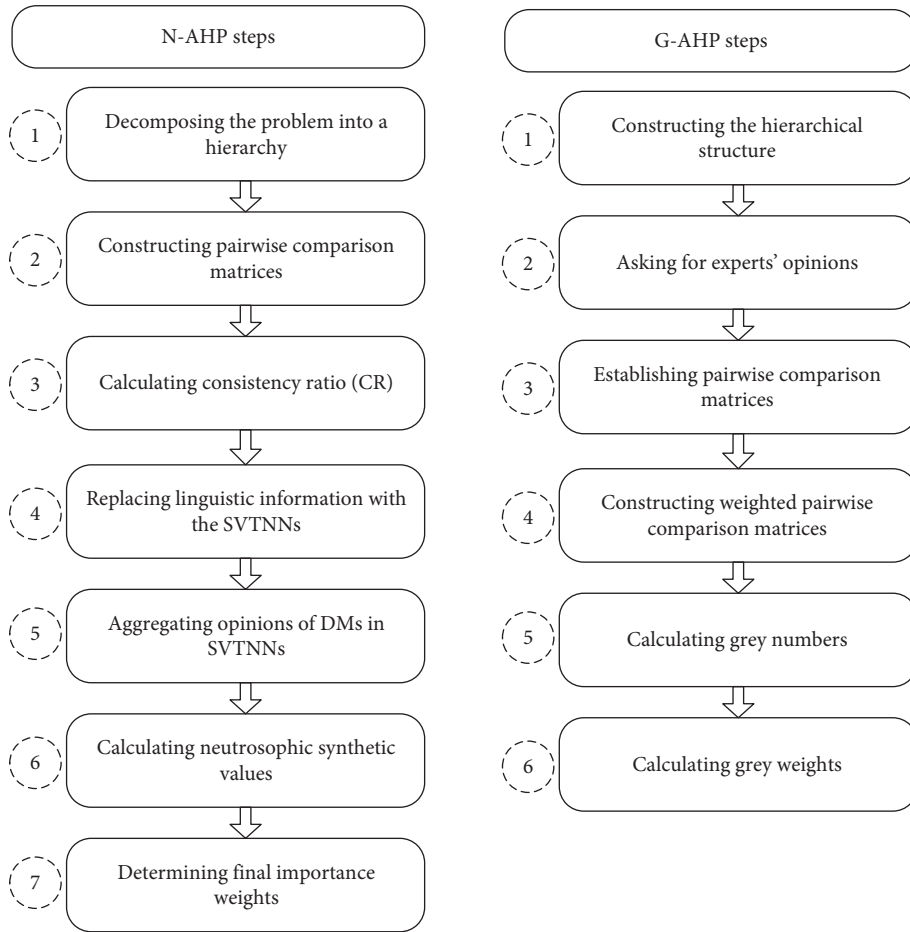 N-AHP steps
1
Decomposing the problem into a
hierarchy
2
Constructing pairwise comparison
matrices
3
Calculating consistency ratio (CR)
4
Replacing linguistic information with
the SVTNNs
5
Aggregating opinions of DMs in
SVTNNs
6
Calculating neutrosophic synthetic
values
7
Determining final importance
weights
G-AHP steps
1
Constructing the hierarchical
structure
2
Asking for experts’ opinions
3
Establishing pairwise comparison
matrices
4
Constructing weighted pairwise
comparison matrices
5
Calculating grey numbers
6
Calculating grey weights